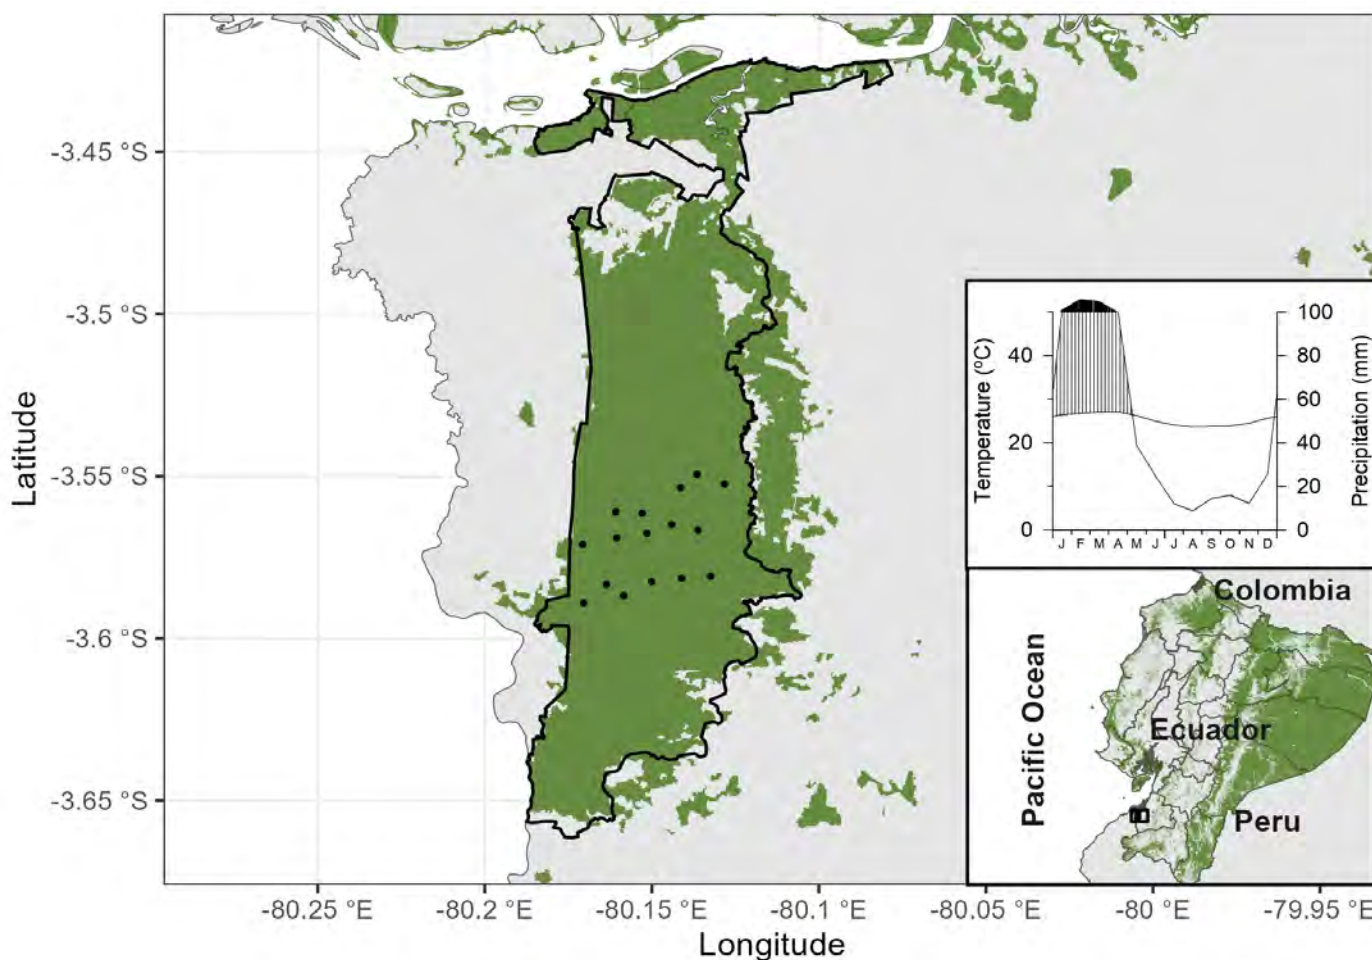 -3.45 °S
-3.5 °S
-3.55 °S
-3.6 °S
-3.65 °S
Latitude
-80.25 °E
-80.2 °E
-80.15 °E
-80.1 °E
-80.05 °E
-80 °E
-79.95 °E
Longitude
Temperature (ºC)
40
20
0
100
80
60
40
20
0
Precipitation (mm)
J F M A M J J A S O N D
Colombia
Pacific Ocean
Ecuador
Peru